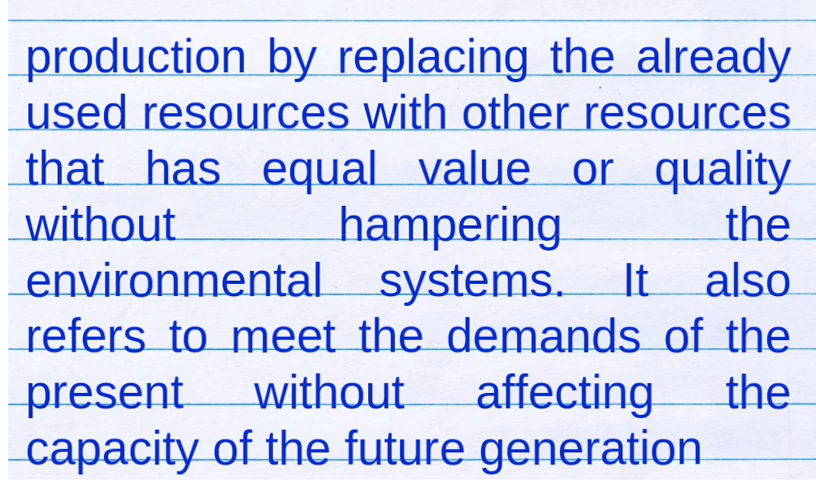 production by replacing the already
used resources with other resources
that has equal value or quality
without hampering the
environmental systems. It also
refers to meet the demands of the
present without affecting the
capacity of the future generation